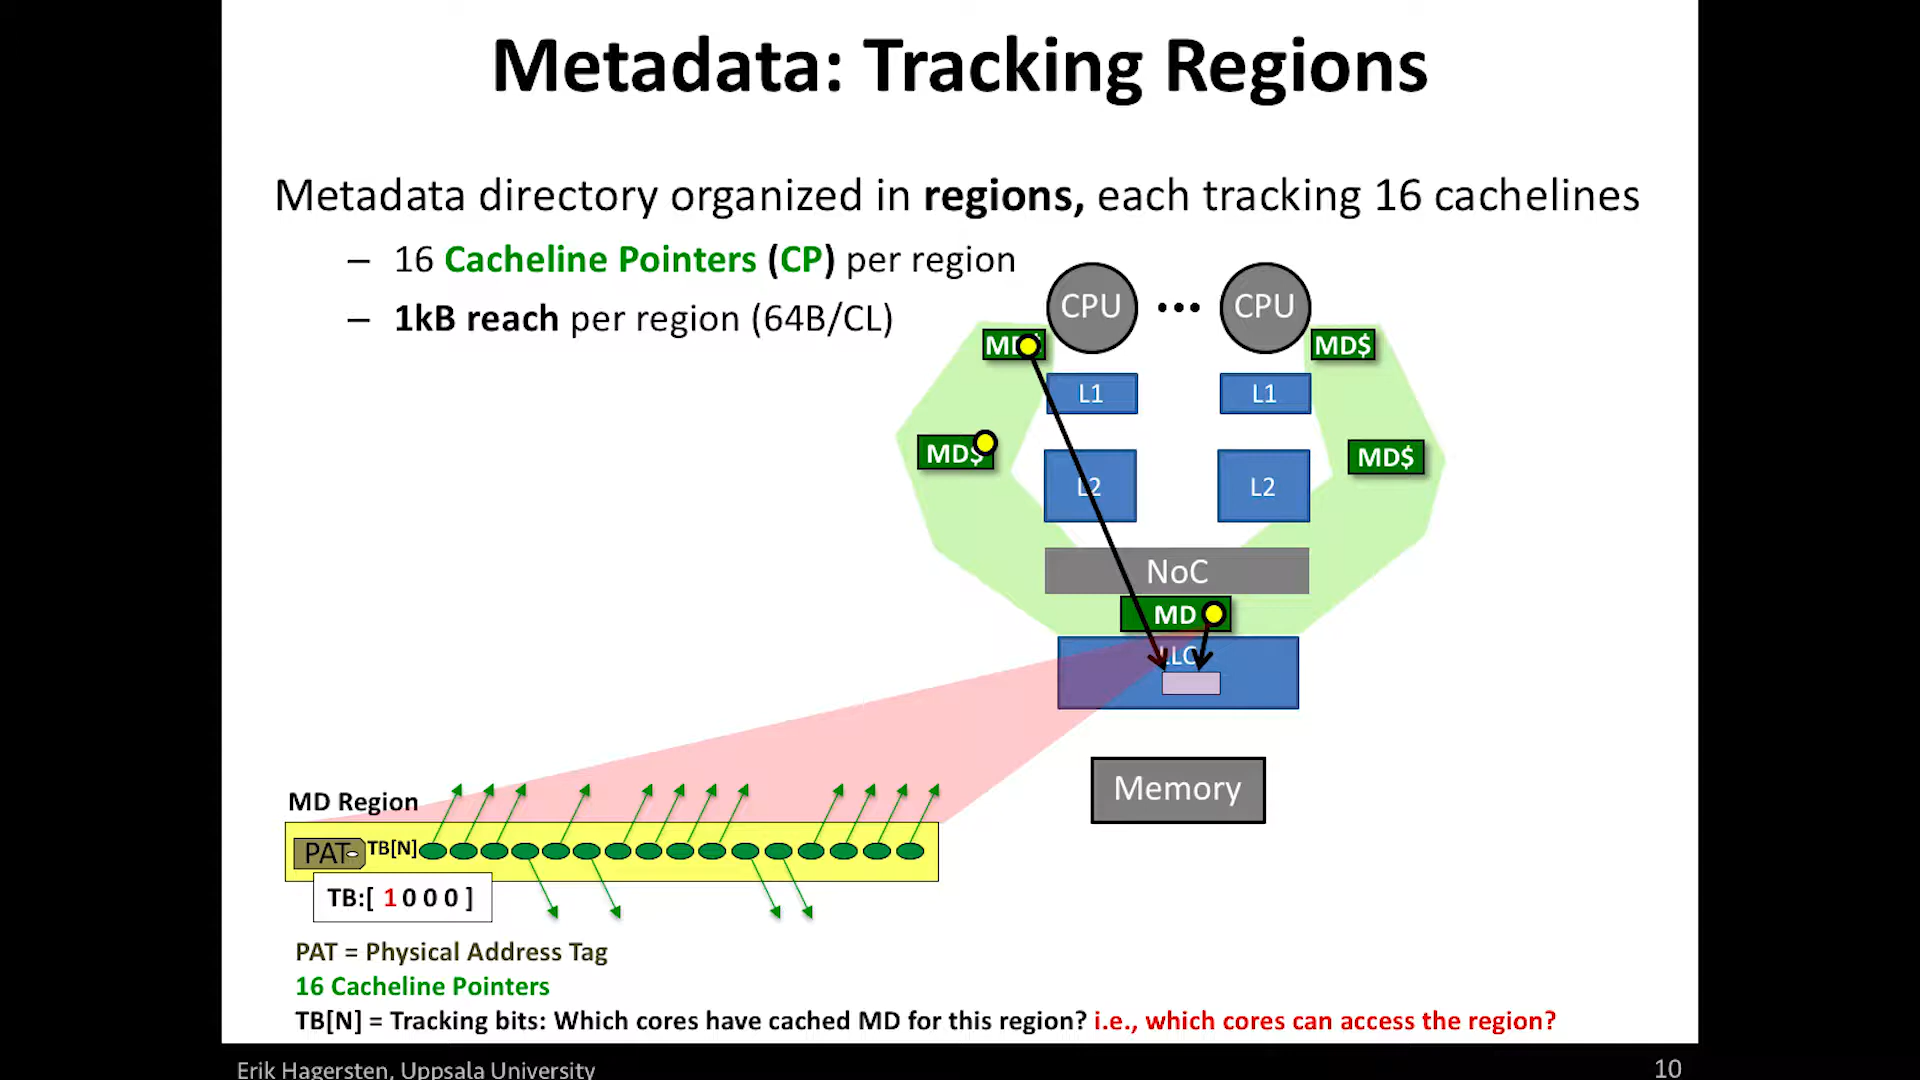 Metadata: Tracking Regions
Metadata directory organized in regions, each tracking 16 cachelines
– 16 Cacheline Pointers (CP) per region
– 1kB reach per region (64B/CL)
CPU ••• CPU
MD$
L1 L1
MD$ MD$
L2 L2
NoC
MD
LLC
Memory
MD Region
PAT TB[N]
TB:[ 1 0 0 0 ]
PAT = Physical Address Tag
16 Cacheline Pointers
TB[N] = Tracking bits: Which cores have cached MD for this region? i.e., which cores can access the region?
Erik Hagersten, Uppsala University 10